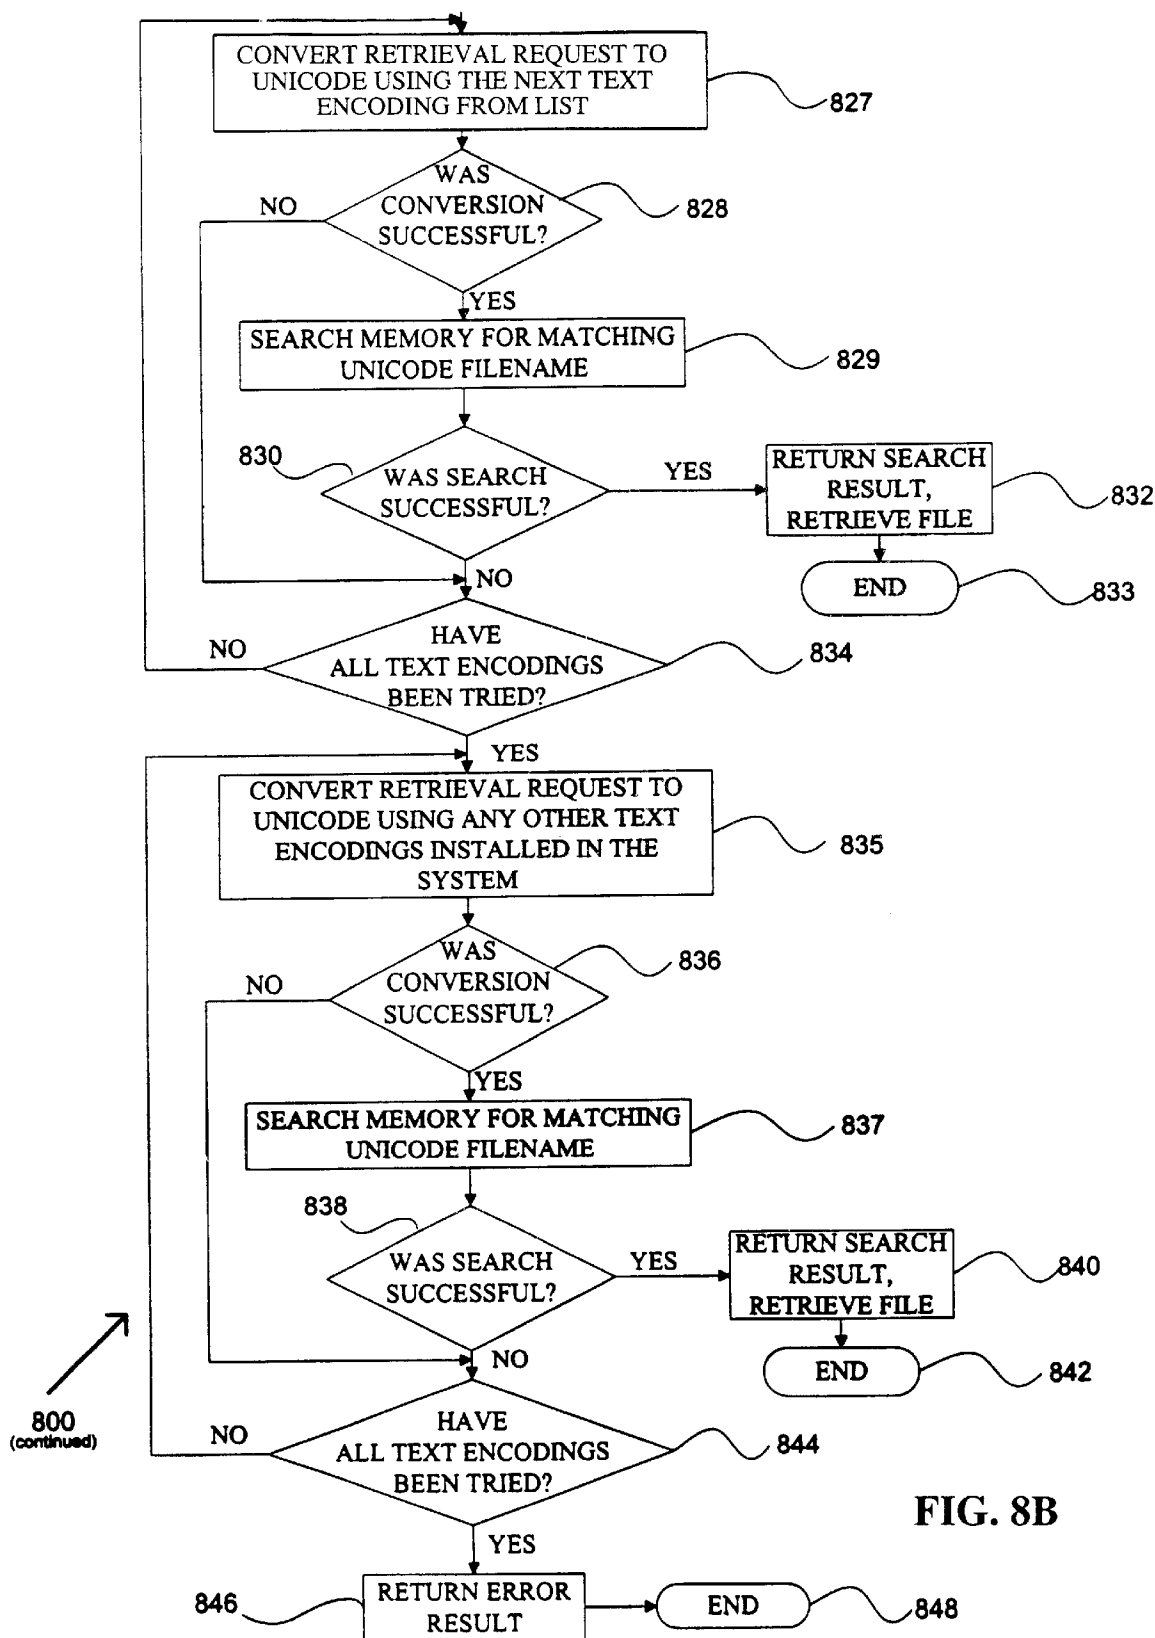 CONVERT RETRIEVAL REQUEST TO
UNICODE USING THE NEXT TEXT
ENCODING FROM LIST
827
WAS
CONVERSION
SUCCESSFUL?
828
NO
YES
SEARCH MEMORY FOR MATCHING
UNICODE FILENAME
829
830
WAS SEARCH
SUCCESSFUL?
YES
RETURN SEARCH
RESULT,
RETRIEVE FILE
832
NO
END
833
HAVE
ALL TEXT ENCODINGS
BEEN TRIED?
834
NO
YES
CONVERT RETRIEVAL REQUEST TO
UNICODE USING ANY OTHER TEXT
ENCODINGS INSTALLED IN THE
SYSTEM
835
WAS
CONVERSION
SUCCESSFUL?
836
NO
YES
SEARCH MEMORY FOR MATCHING
UNICODE FILENAME
837
838
WAS SEARCH
SUCCESSFUL?
YES
RETURN SEARCH
RESULT,
RETRIEVE FILE
840
NO
END
842
800
(continued)
HAVE
ALL TEXT ENCODINGS
BEEN TRIED?
844
NO
YES
FIG. 8B
846
RETURN ERROR
RESULT
END
848